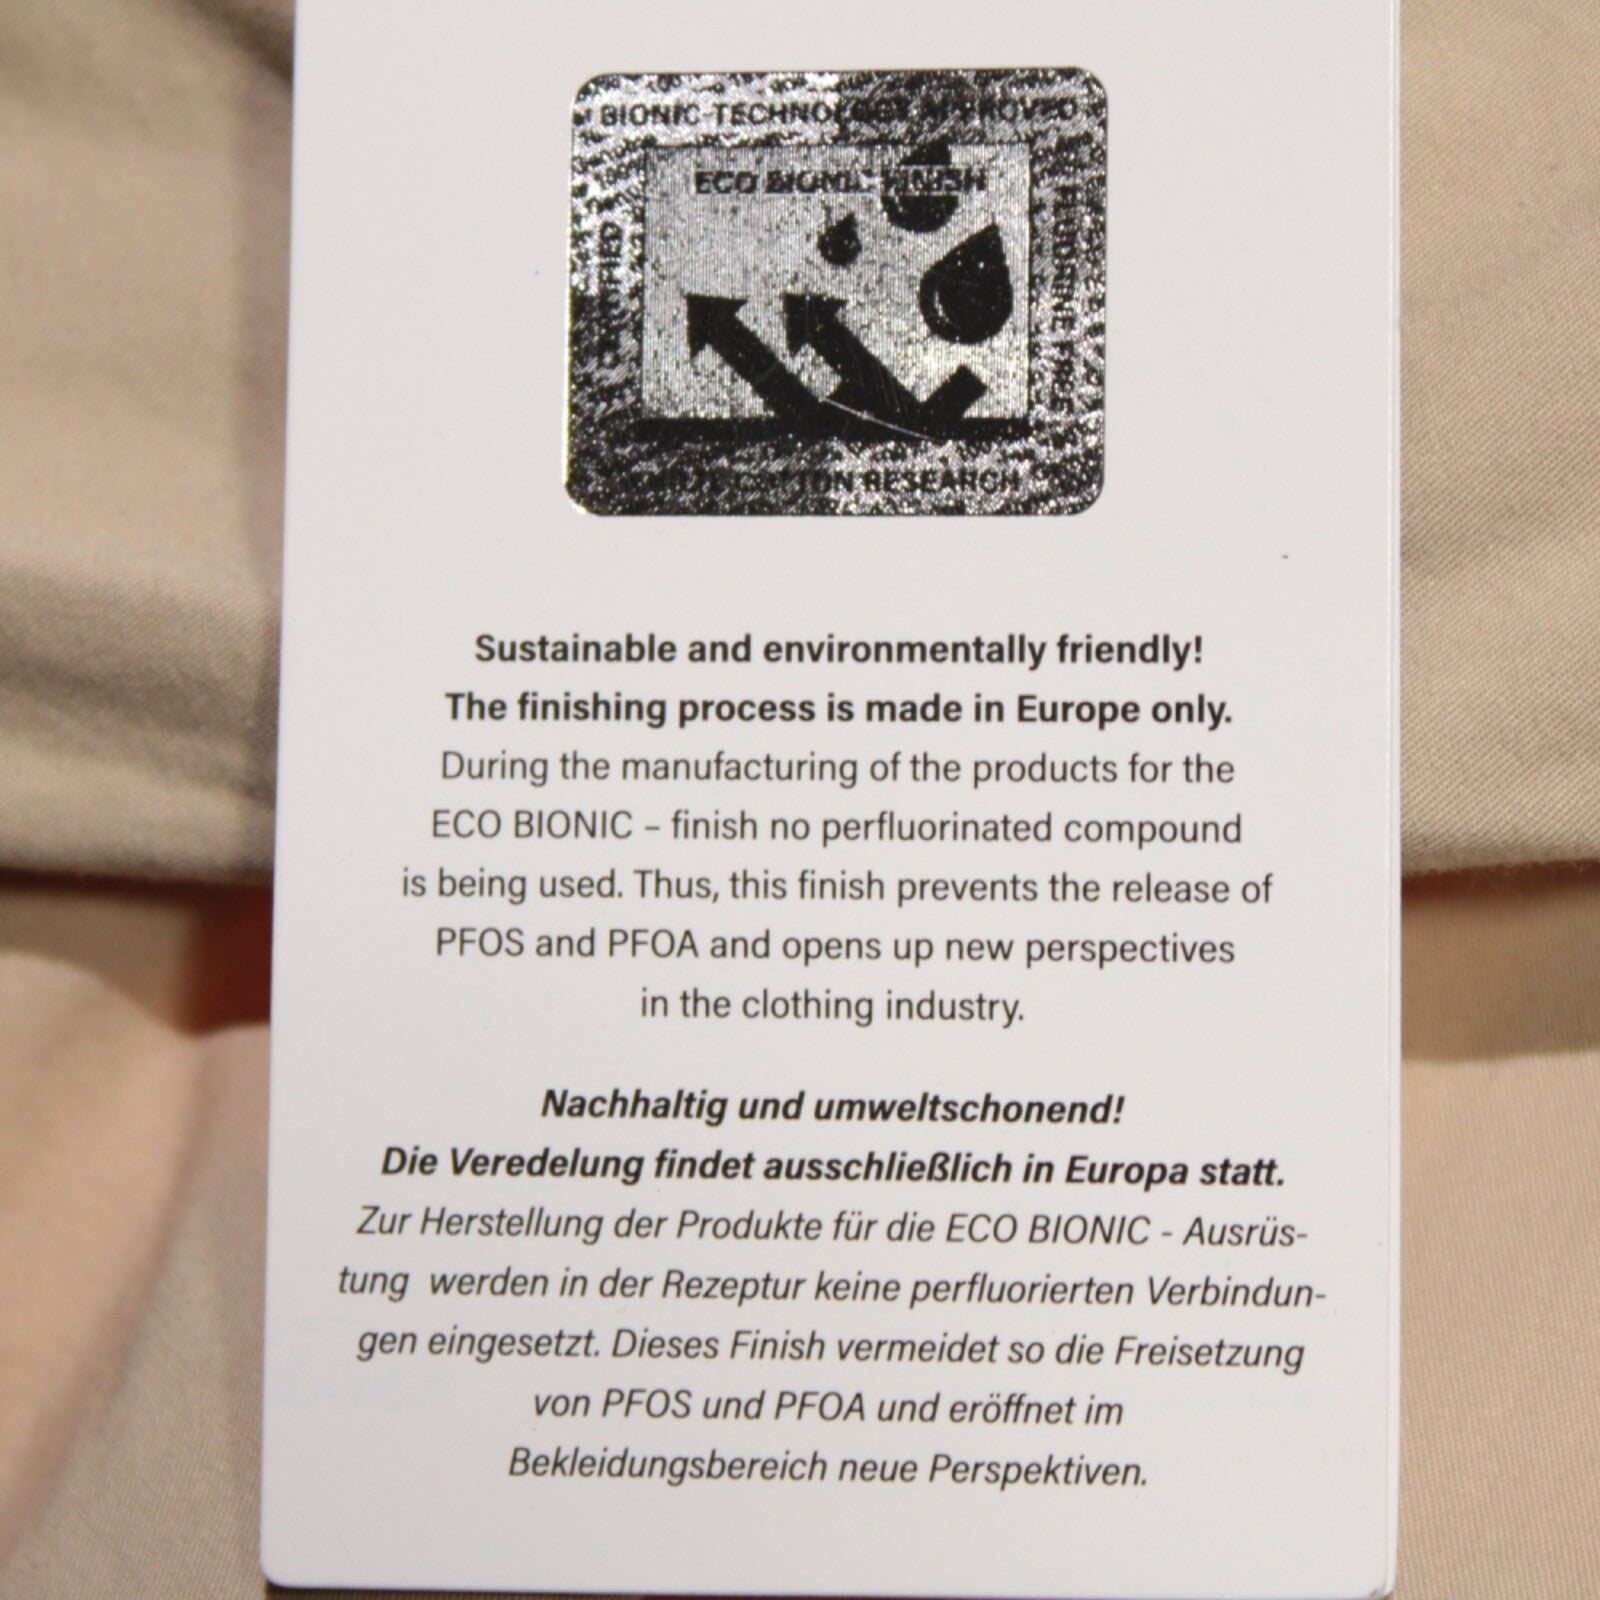 BIONIC TECHNOLOGY APPROVED
ECO BIONIC FINISH
CERTIFIED
FLUORINE FREE
COTTON RESEARCH
Sustainable and environmentally friendly!
The finishing process is made in Europe only.
During the manufacturing of the products for the
ECO BIONIC – finish no perfluorinated compound
is being used. Thus, this finish prevents the release of
PFOS and PFOA and opens up new perspectives
in the clothing industry.
Nachhaltig und umweltschonend!
Die Veredelung findet ausschließlich in Europa statt.
Zur Herstellung der Produkte für die ECO BIONIC - Ausrüs-
tung  werden in der Rezeptur keine perfluorierten Verbindun-
gen eingesetzt. Dieses Finish vermeidet so die Freisetzung
von PFOS und PFOA und eröffnet im
Bekleidungsbereich neue Perspektiven.